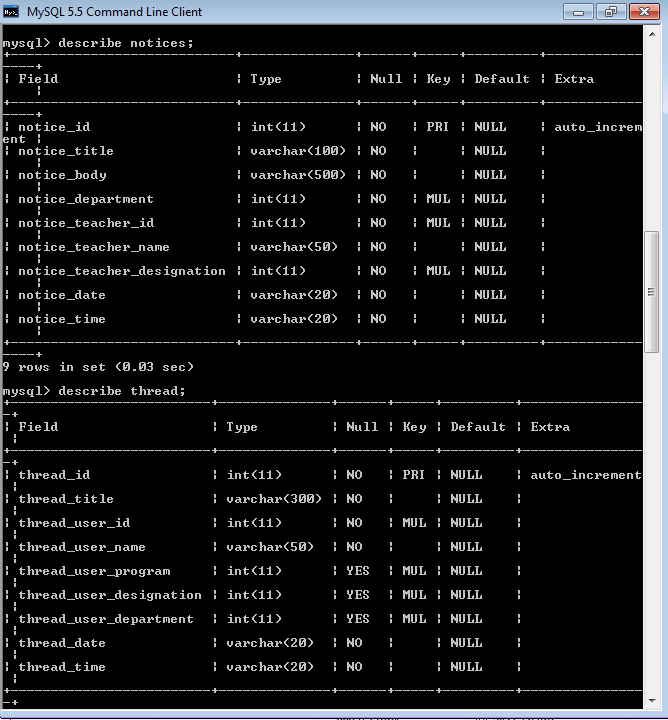 MySQL 5.5 Command Line Client
mysql> describe notices;
+----------------------------+--------------+------+-----+---------+------------
----+
| Field                      | Type         | Null | Key | Default | Extra
    |
+----------------------------+--------------+------+-----+---------+------------
----+
| notice_id                  | int(11)      | NO   | PRI | NULL    | auto_increm
ent |
| notice_title               | varchar(100) | NO   |     | NULL    |
    |
| notice_body                | varchar(500) | NO   |     | NULL    |
    |
| notice_department          | int(11)      | NO   | MUL | NULL    |
    |
| notice_teacher_id          | int(11)      | NO   | MUL | NULL    |
    |
| notice_teacher_name        | varchar(50)  | NO   |     | NULL    |
    |
| notice_teacher_designation | int(11)      | NO   | MUL | NULL    |
    |
| notice_date                | varchar(20)  | NO   |     | NULL    |
    |
| notice_time                | varchar(20)  | NO   |     | NULL    |
    |
+----------------------------+--------------+------+-----+---------+------------
----+
9 rows in set (0.03 sec)
mysql> describe thread;
+-------------------------+--------------+------+-----+---------+---------------
-+
| Field                   | Type         | Null | Key | Default | Extra
 |
+-------------------------+--------------+------+-----+---------+---------------
-+
| thread_id               | int(11)      | NO   | PRI | NULL    | auto_increment
 |
| thread_title            | varchar(300) | NO   |     | NULL    |
 |
| thread_user_id          | int(11)      | NO   | MUL | NULL    |
 |
| thread_user_name        | varchar(50)  | NO   |     | NULL    |
 |
| thread_user_program     | int(11)      | YES  | MUL | NULL    |
 |
| thread_user_designation | int(11)      | YES  | MUL | NULL    |
 |
| thread_user_department  | int(11)      | YES  | MUL | NULL    |
 |
| thread_date             | varchar(20)  | NO   |     | NULL    |
 |
| thread_time             | varchar(20)  | NO   |     | NULL    |
 |
+-------------------------+--------------+------+-----+---------+---------------
-+